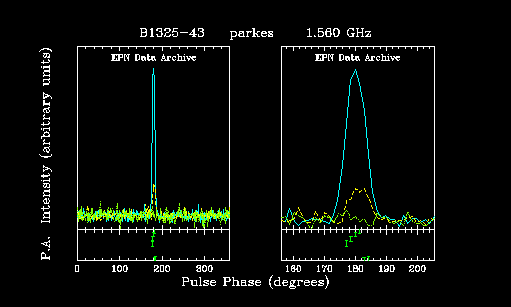 B1325-43 parkes 1.560 GHz
EPN Data Archive EPN Data Archive
P.A. Intensity (arbitrary units)
0 100 200 300 160 170 180 190 200
Pulse Phase (degrees)